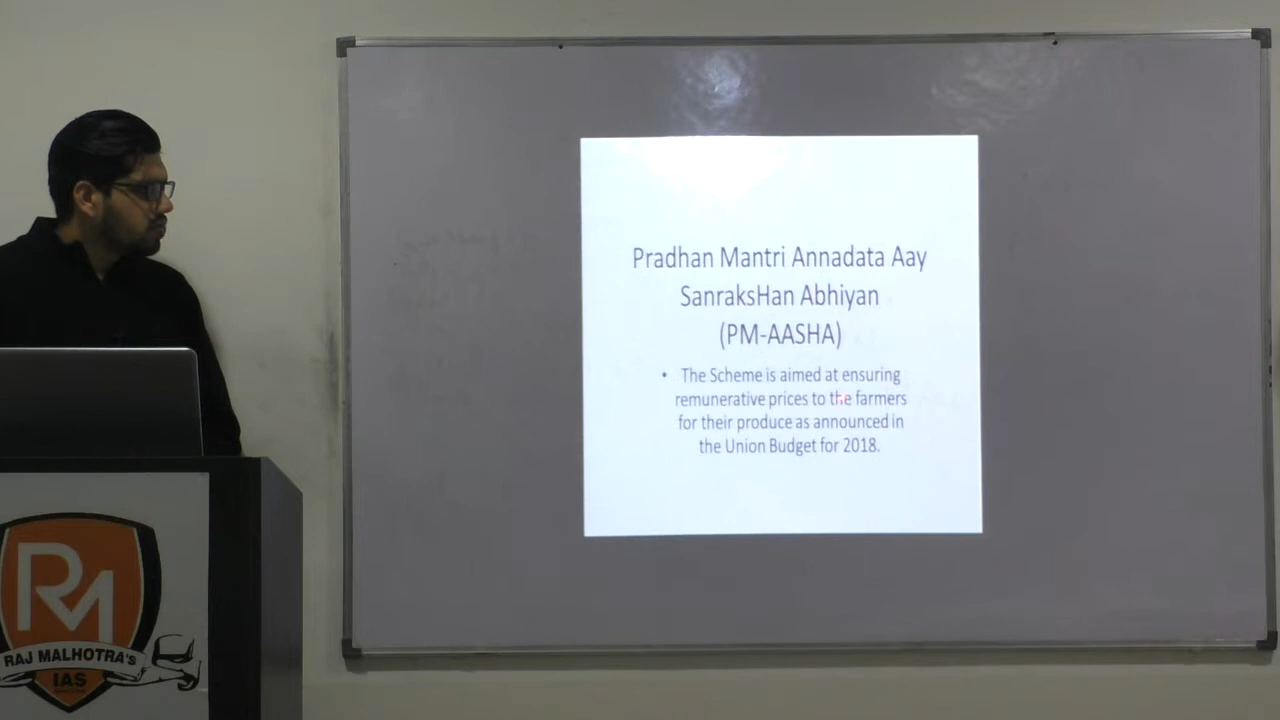 Pradhan Mantri Annadata Aay
SanraksHan Abhiyan
(PM-AASHA)
• The Scheme is aimed at ensuring
remunerative prices to the farmers
for their produce as announced in
the Union Budget for 2018.
RM
RAJ MALHOTRA'S
IAS